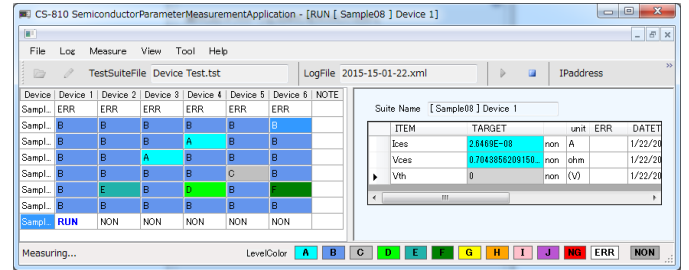 CS-810 SemiconductorParameterMeasurementApplication - [RUN [ Sample08 ] Device 1]
File Log Measure View Tool Help
TestSuiteFile Device Test.tst LogFile 2015-15-01-22.xml IPaddress
Device Device 1 Device 2 Device 3 Device 4 Device 5 Device 6 NOTE
Sampl... ERR ERR ERR ERR ERR ERR
Sampl... B B B B B B
Sampl... B B B A B B
Sampl... B B A B B B
Sampl... B B B B C B
Sampl... B E B D B F
Sampl... B B B B B B
Sampl... RUN NON NON NON NON NON
Suite Name [ Sample08 ] Device 1
ITEM TARGET unit ERR DATET
Ices 2.6469E-08 non A 1/22/20
Vces 0.7043856209150... non ohm 1/22/20
Vth 0 non (V) 1/22/20
Measuring... LevelColor A B C D E F G H I J NG ERR NON